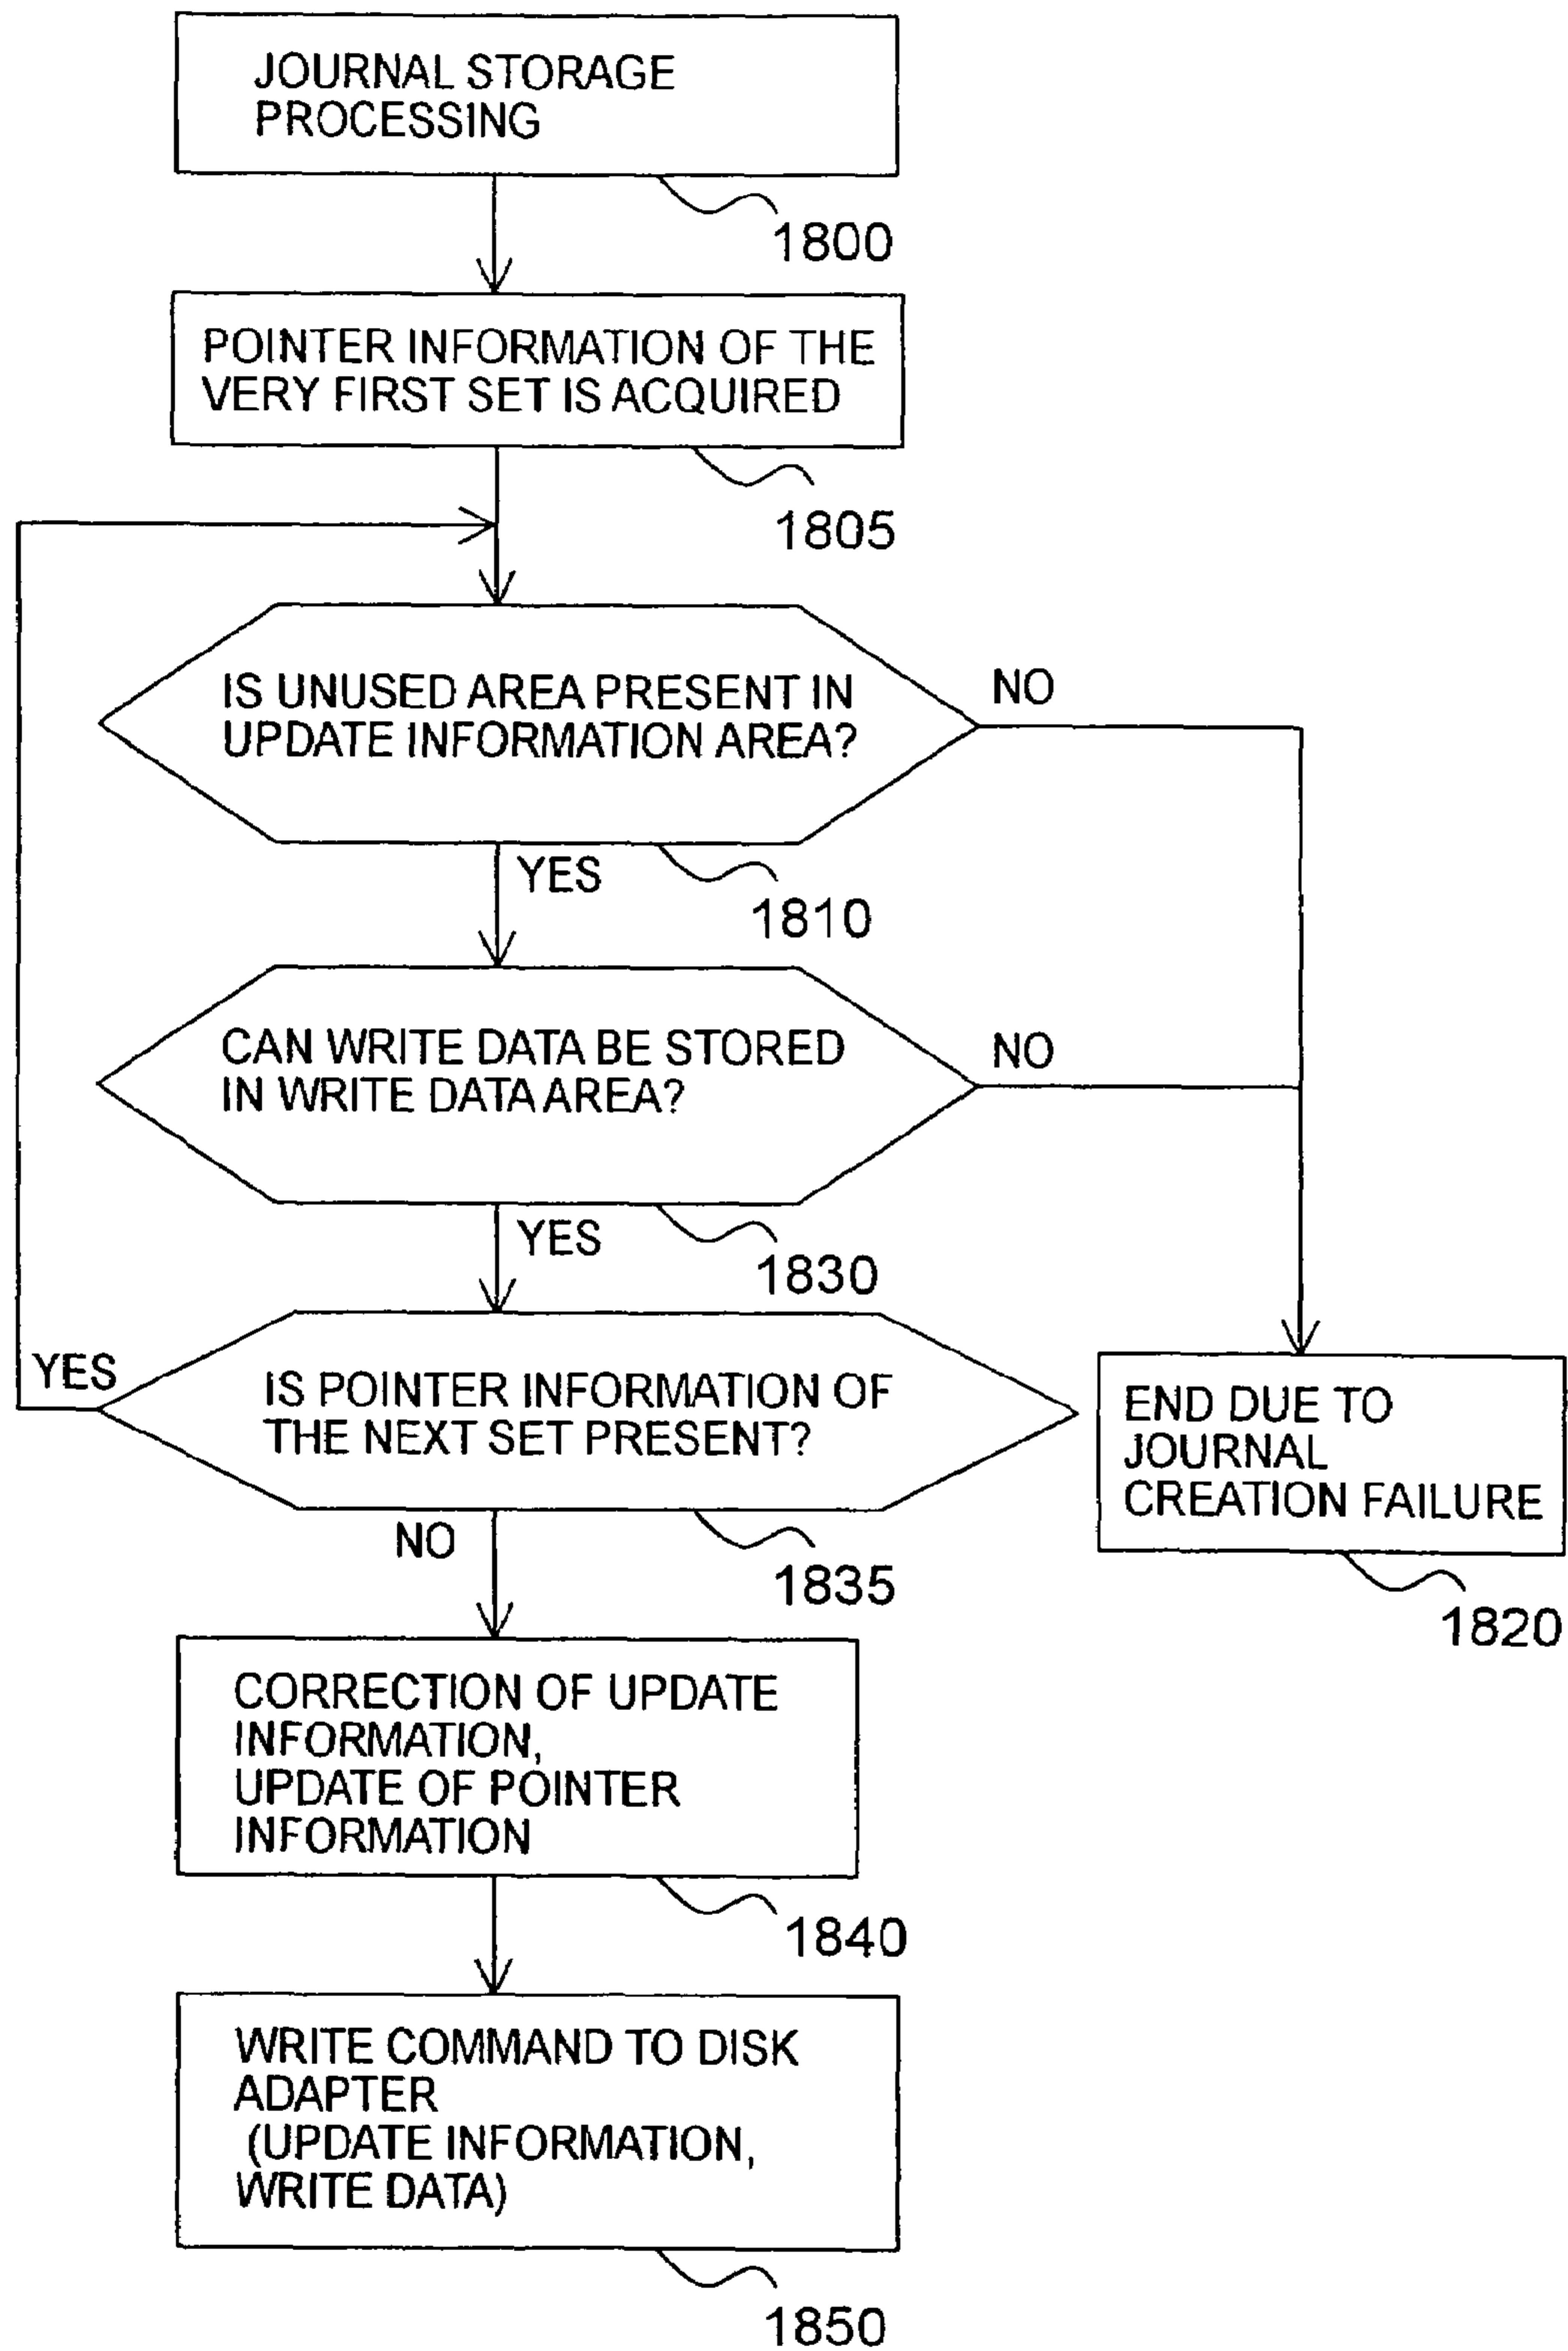 JOURNAL STORAGE
PROCESSING
1800
POINTER INFORMATION OF THE
VERY FIRST SET IS ACQUIRED
1805
IS UNUSED AREA PRESENT IN
UPDATE INFORMATION AREA?
NO
YES
1810
CAN WRITE DATA BE STORED
IN WRITE DATA AREA?
NO
YES
1830
YES
IS POINTER INFORMATION OF
THE NEXT SET PRESENT?
END DUE TO
JOURNAL
CREATION FAILURE
NO
1835
1820
CORRECTION OF UPDATE
INFORMATION,
UPDATE OF POINTER
INFORMATION
1840
WRITE COMMAND TO DISK
ADAPTER
(UPDATE INFORMATION,
WRITE DATA)
1850